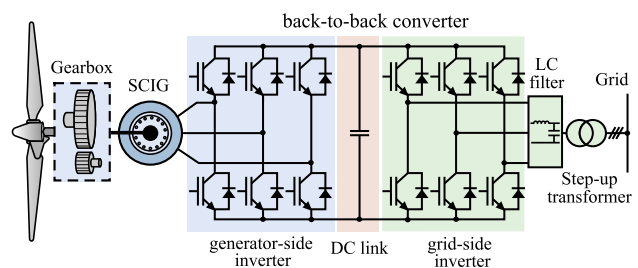 back-to-back converter
Gearbox
SCIG
LC
filter
Grid
Step-up
transformer
generator-side
inverter
DC link
grid-side
inverter